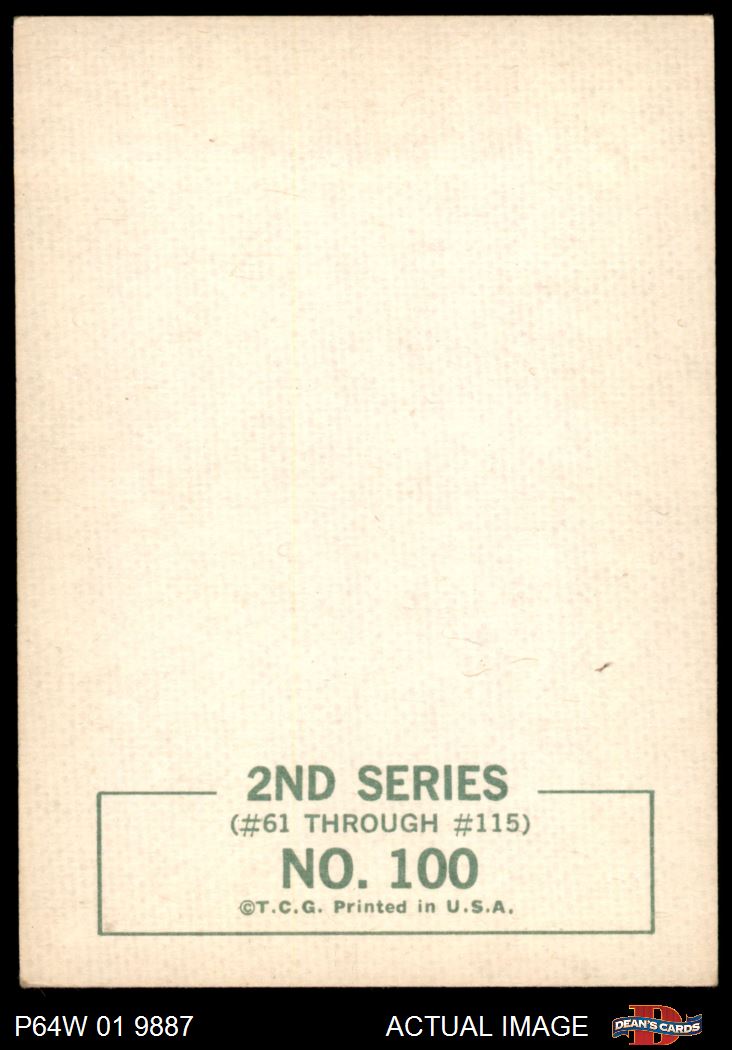 2ND SERIES
(#61 THROUGH #115)
NO. 100
©T.C.G. Printed in U.S.A.
P64W 01 9887
ACTUAL IMAGE
D
DEAN'S CARDS